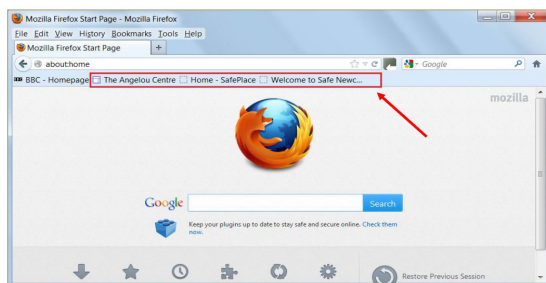 Mozilla Firefox Start Page - Mozilla Firefox
File Edit View History Bookmarks Tools Help
Mozilla Firefox Start Page +
about:home Google
BBC - Homepage The Angelou Centre Home - SafePlace Welcome to Safe Newc...
mozilla
Google Search
Keep your plugins up to date to stay safe and secure online. Check them
now.
Restore Previous Session